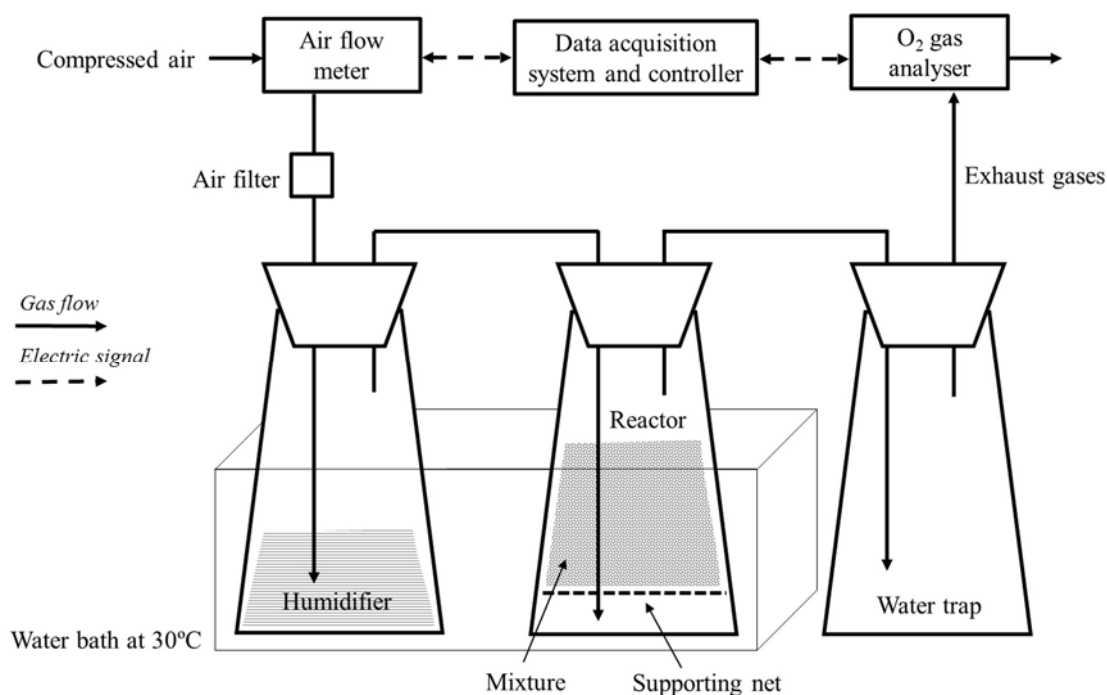 Compressed air
Air flow
meter
Data acquisition
system and controller
O₂ gas
analyser
Air filter
Exhaust gases
Gas flow
Electric signal
Reactor
Humidifier
Water trap
Water bath at 30ºC
Mixture
Supporting net